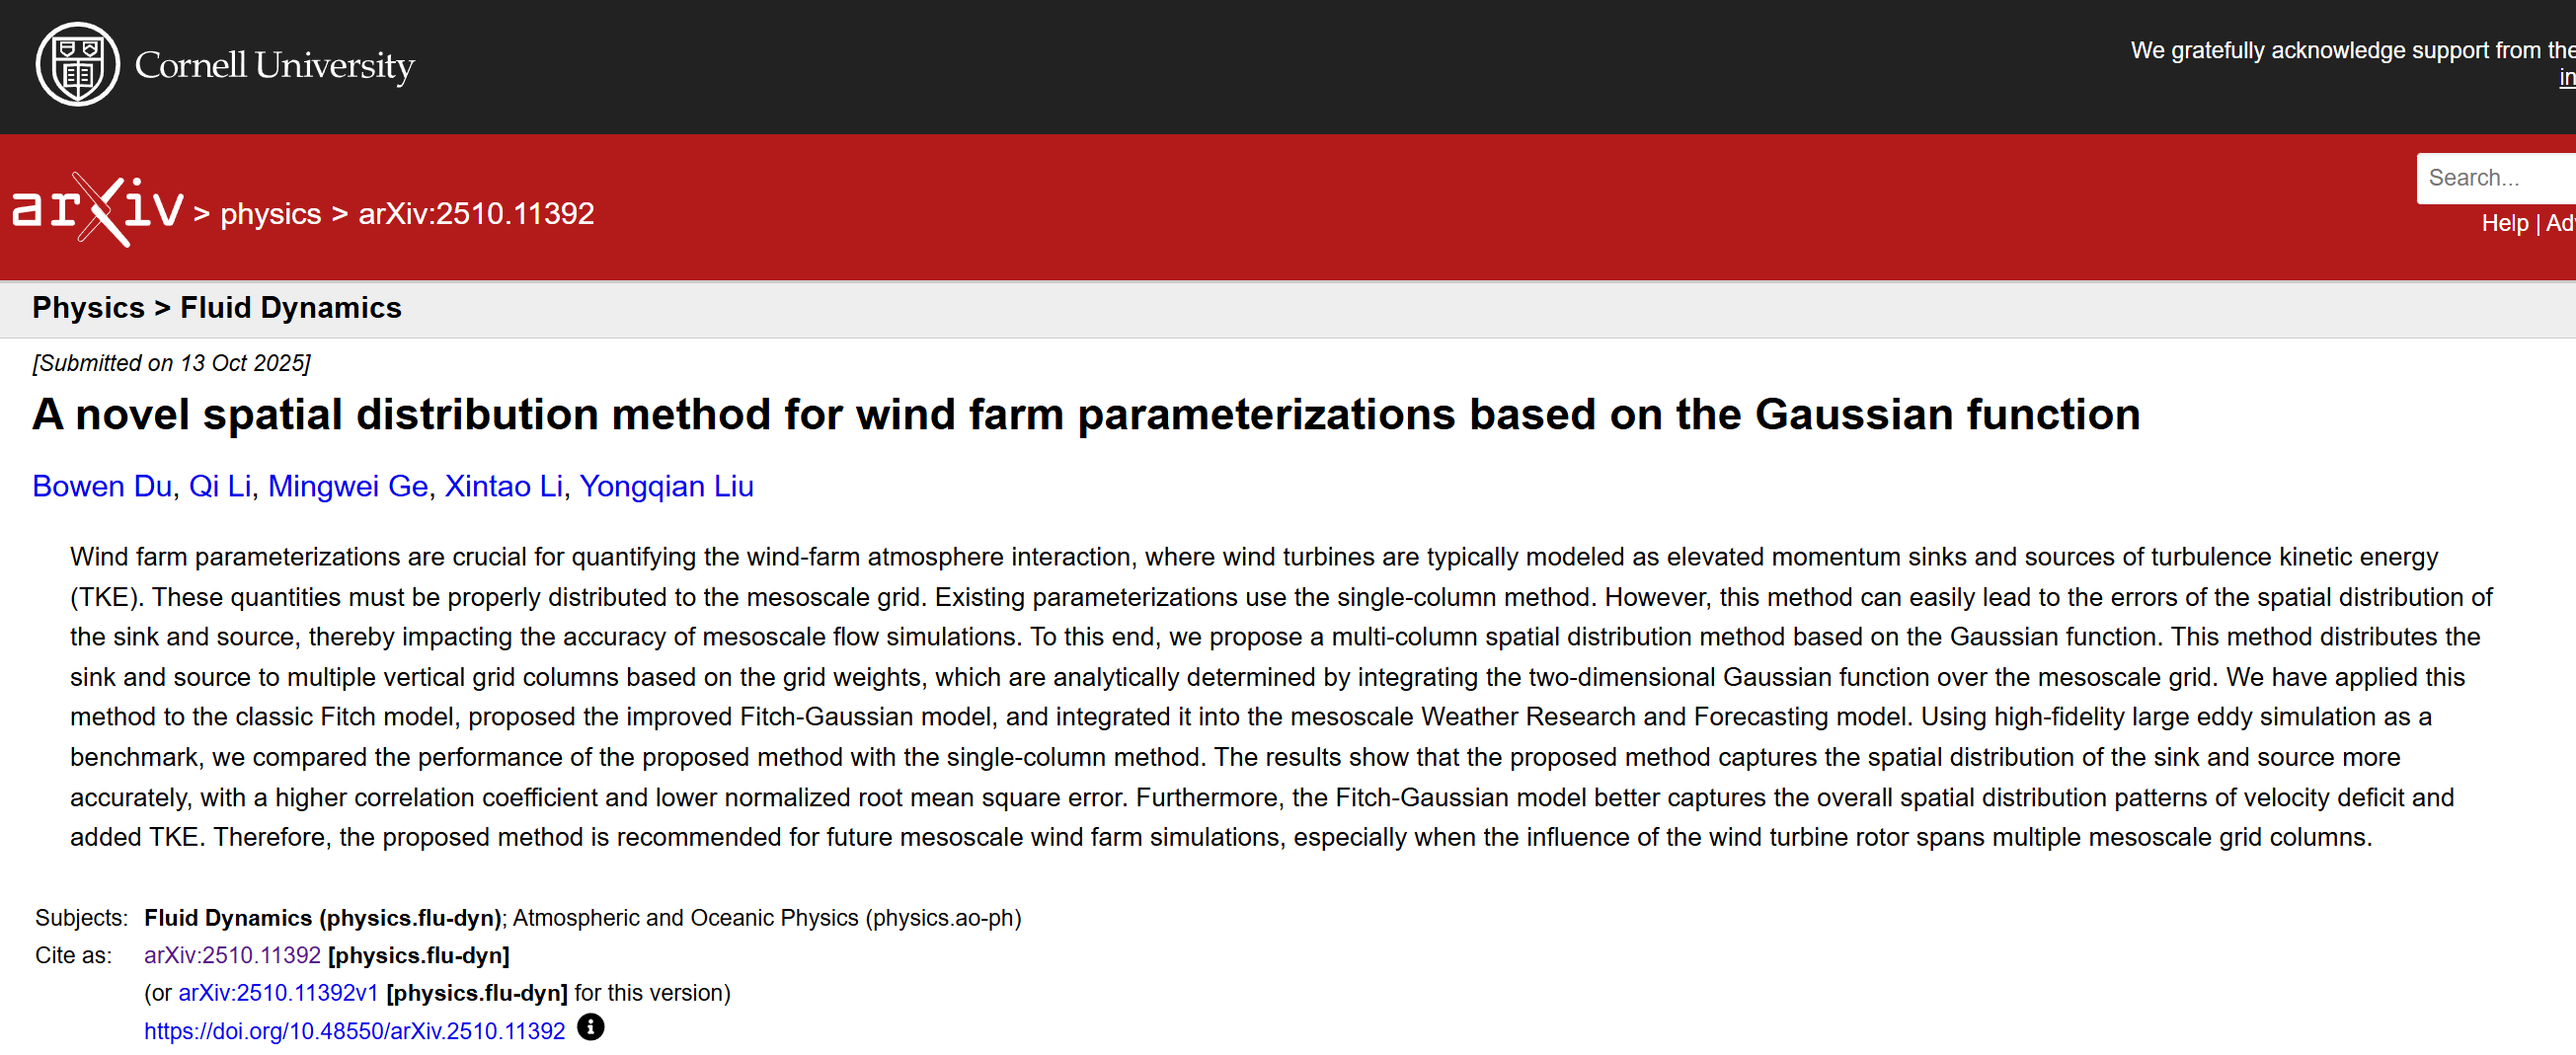 Cornell University
We gratefully acknowledge support from the
in
arXiv > physics > arXiv:2510.11392
Search...
Help | Ad
Physics > Fluid Dynamics
[Submitted on 13 Oct 2025]
A novel spatial distribution method for wind farm parameterizations based on the Gaussian function
Bowen Du, Qi Li, Mingwei Ge, Xintao Li, Yongqian Liu
Wind farm parameterizations are crucial for quantifying the wind-farm atmosphere interaction, where wind turbines are typically modeled as elevated momentum sinks and sources of turbulence kinetic energy
(TKE). These quantities must be properly distributed to the mesoscale grid. Existing parameterizations use the single-column method. However, this method can easily lead to the errors of the spatial distribution of
the sink and source, thereby impacting the accuracy of mesoscale flow simulations. To this end, we propose a multi-column spatial distribution method based on the Gaussian function. This method distributes the
sink and source to multiple vertical grid columns based on the grid weights, which are analytically determined by integrating the two-dimensional Gaussian function over the mesoscale grid. We have applied this
method to the classic Fitch model, proposed the improved Fitch-Gaussian model, and integrated it into the mesoscale Weather Research and Forecasting model. Using high-fidelity large eddy simulation as a
benchmark, we compared the performance of the proposed method with the single-column method. The results show that the proposed method captures the spatial distribution of the sink and source more
accurately, with a higher correlation coefficient and lower normalized root mean square error. Furthermore, the Fitch-Gaussian model better captures the overall spatial distribution patterns of velocity deficit and
added TKE. Therefore, the proposed method is recommended for future mesoscale wind farm simulations, especially when the influence of the wind turbine rotor spans multiple mesoscale grid columns.
Subjects: Fluid Dynamics (physics.flu-dyn); Atmospheric and Oceanic Physics (physics.ao-ph)
Cite as: arXiv:2510.11392 [physics.flu-dyn]
(or arXiv:2510.11392v1 [physics.flu-dyn] for this version)
https://doi.org/10.48550/arXiv.2510.11392